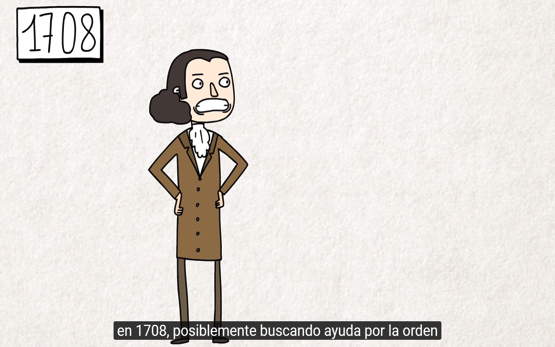 1708
en 1708, posiblemente buscando ayuda por la orden